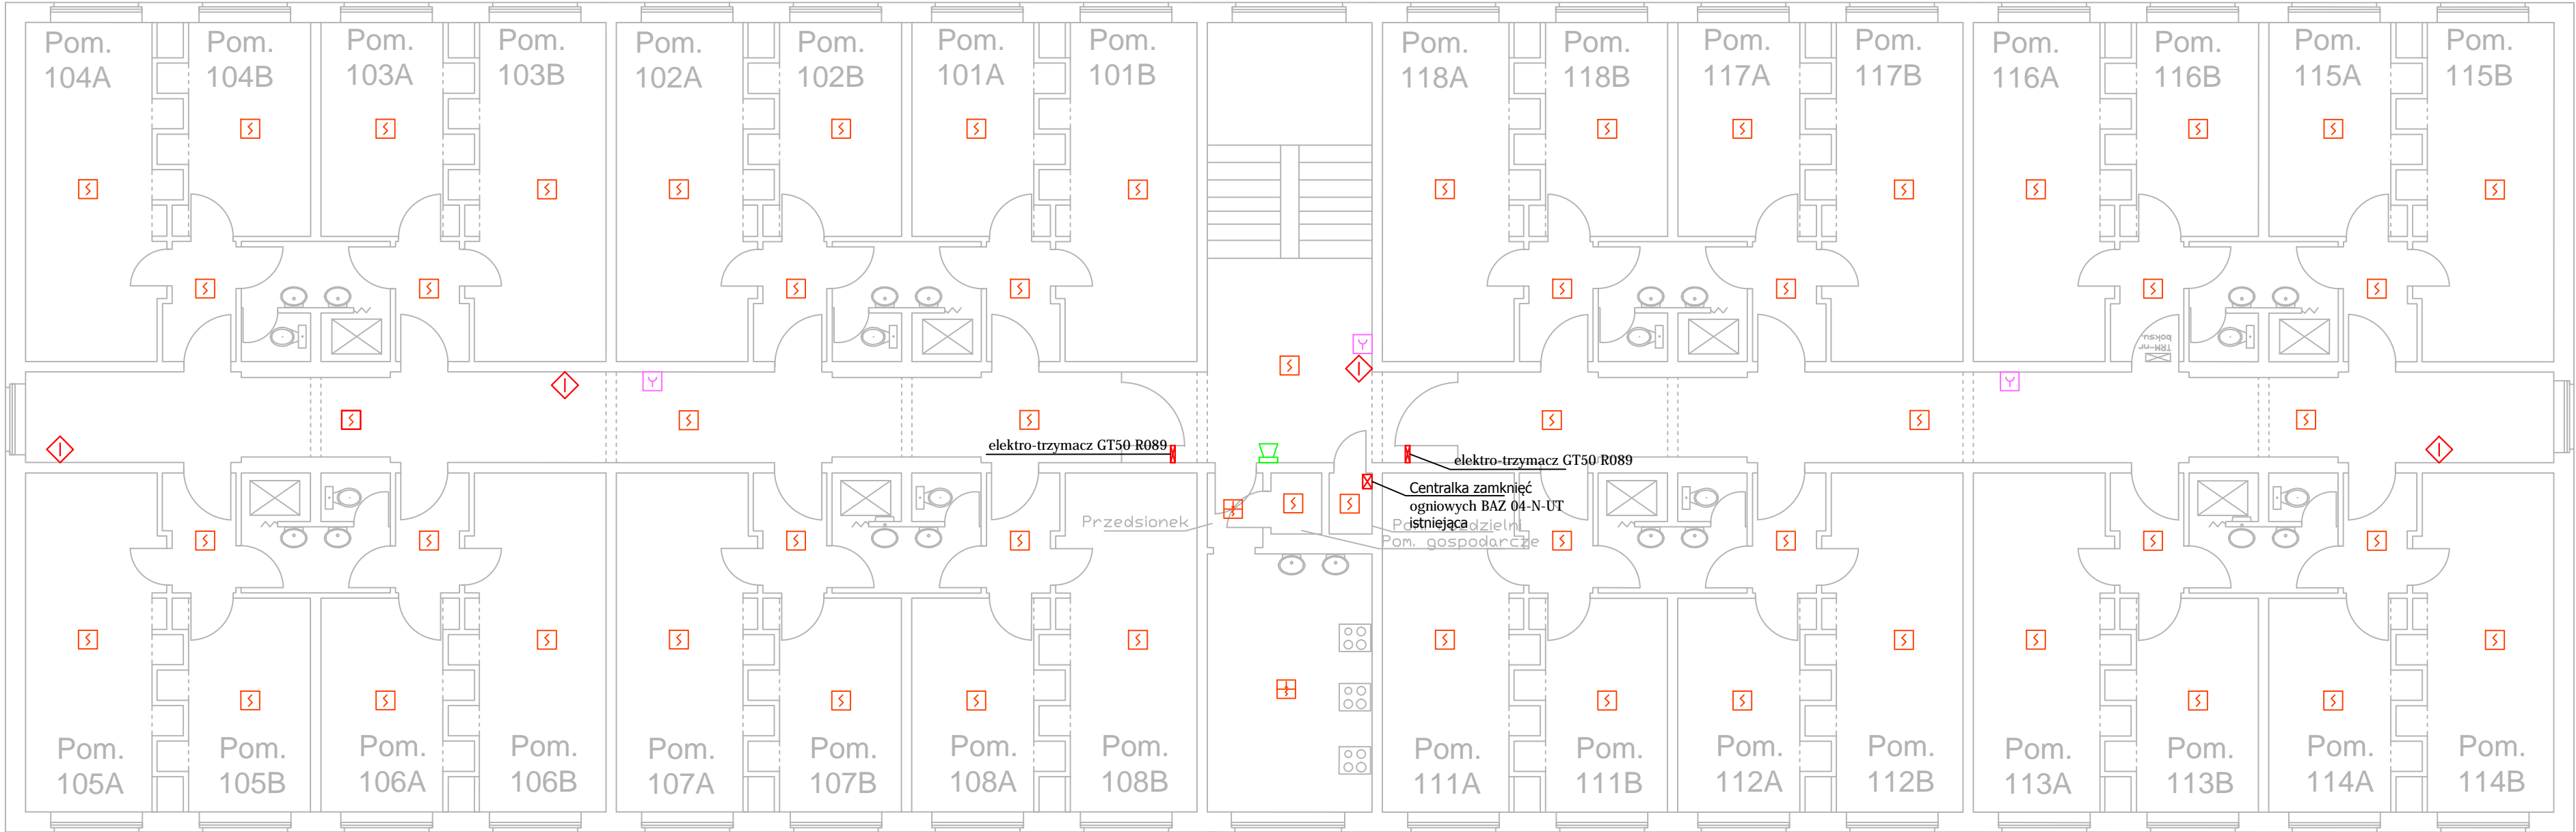 Pom.
104A
Pom.
104B
Pom.
103A
Pom.
103B
Pom.
102A
Pom.
102B
Pom.
101A
Pom.
101B
Pom.
118A
Pom.
118B
Pom.
117A
Pom.
117B
Pom.
116A
Pom.
116B
Pom.
115A
Pom.
115B
TRM-nr
boksu
elektro-trzymacz GT50 R089
elektro-trzymacz GT50 R089
Centralka zamknięć
ogniowych BAZ 04-N-UT
istniejąca
Przedsionek
Pom. gospodarcze
Pom.
105A
Pom.
105B
Pom.
106A
Pom.
106B
Pom.
107A
Pom.
107B
Pom.
108A
Pom.
108B
Pom.
111A
Pom.
111B
Pom.
112A
Pom.
112B
Pom.
113A
Pom.
113B
Pom.
114A
Pom.
114B